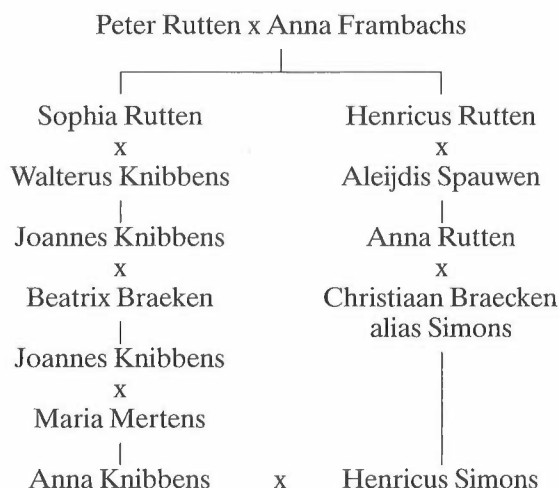 Peter Rutten x Anna Frambachs
Sophia Rutten
x
Walterus Knibbens
Joannes Knibbens
x
Beatrix Braeken
Joannes Knibbens
x
Maria Mertens
Henricus Rutten
x
Aleijdis Spauwen
Anna Rutten
x
Christiaan Braecken
alias Simons
Anna Knibbens x Henricus Simons